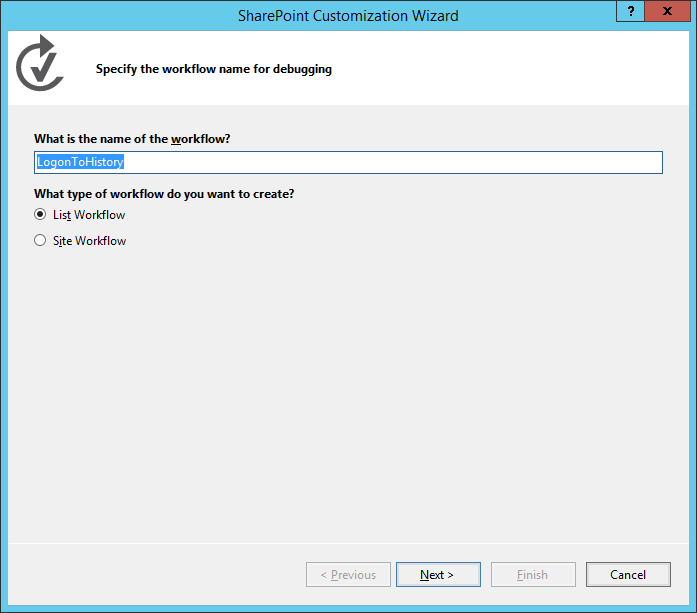 SharePoint Customization Wizard
?
x
Specify the workflow name for debugging
What is the name of the workflow?
LogonToHistory
What type of workflow do you want to create?
List Workflow
Site Workflow
< Previous
Next >
Finish
Cancel